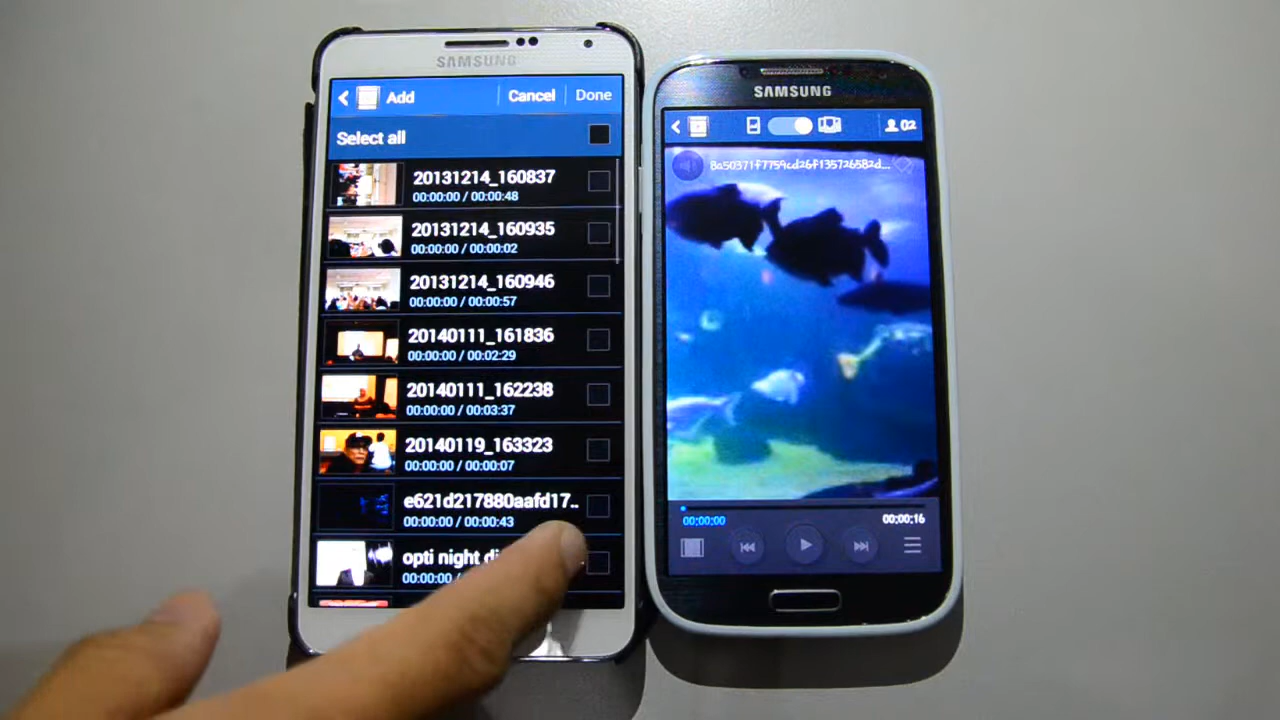 SAMSUNG
Add
Cancel
Done
Select all
20131214_160837
00:00:00 / 00:00:48
20131214_160935
00:00:00 / 00:00:02
20131214_160946
00:00:00 / 00:00:57
20140111_161836
00:00:00 / 00:02:29
20140111_162238
00:00:00 / 00:03:37
20140119_163323
00:00:00 / 00:00:07
e621d217880aafd17..
00:00:00 / 00:00:43
opti night
00:00:00
SAMSUNG
02
8a50371f7759cd26f135726582d...
00:00:00
00:00:16